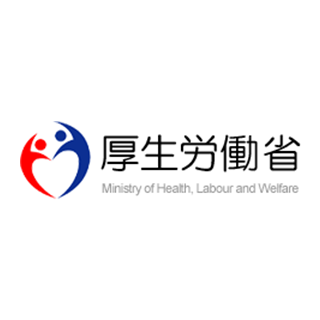 厚生労働省
Ministry of Health, Labour and Welfare